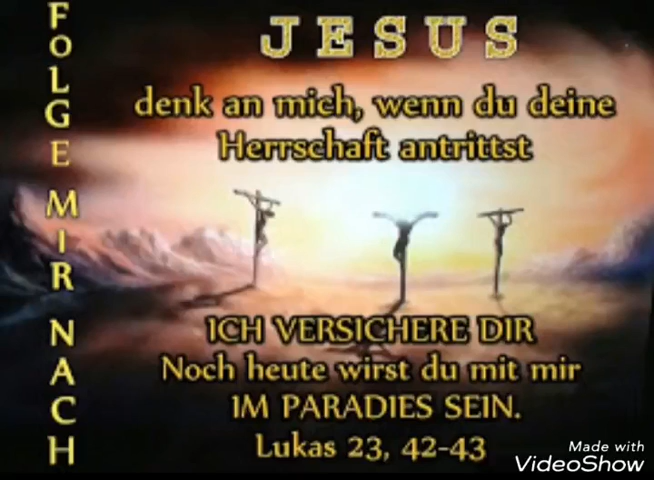 FOLGE MIR NACH
JESUS
denk an mich, wenn du deine
Herrschaft antrittst
ICH VERSICHERE DIR
Noch heute wirst du mit mir
IM PARADIES SEIN.
Lukas 23, 42-43
Made with
VideoShow